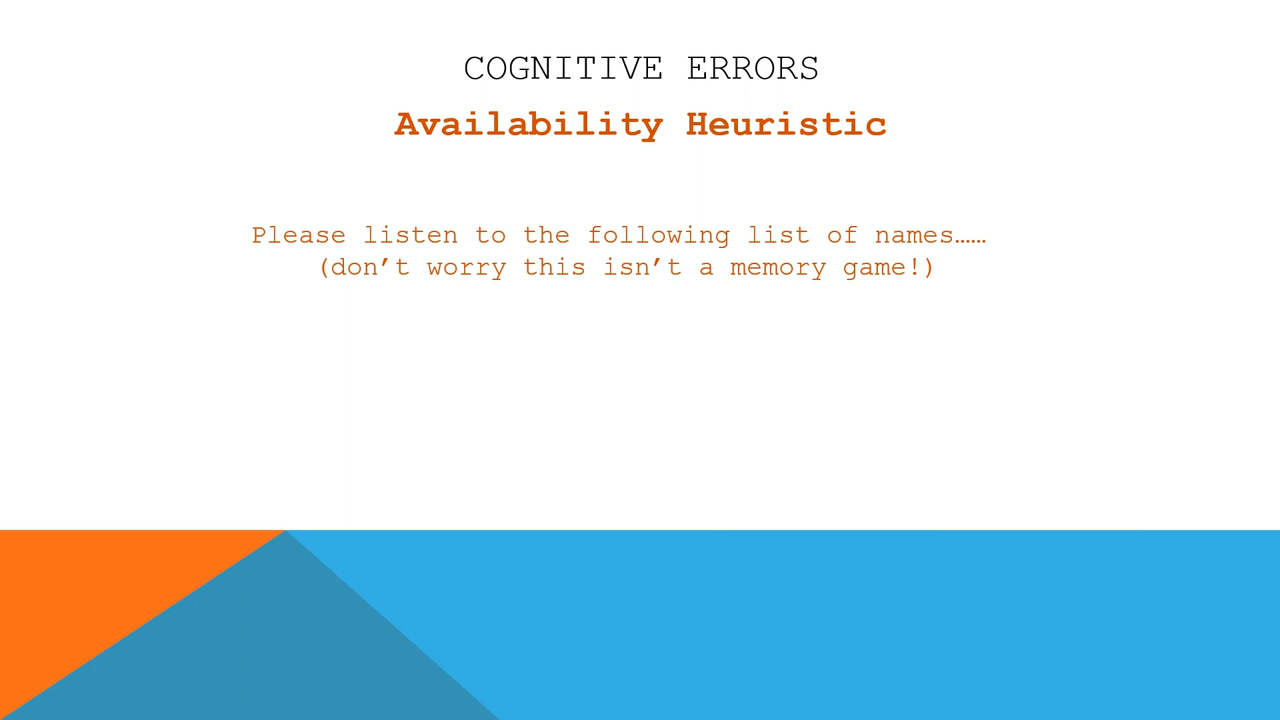 COGNITIVE ERRORS
Availability Heuristic
Please listen to the following list of names……
(don’t worry this isn’t a memory game!)